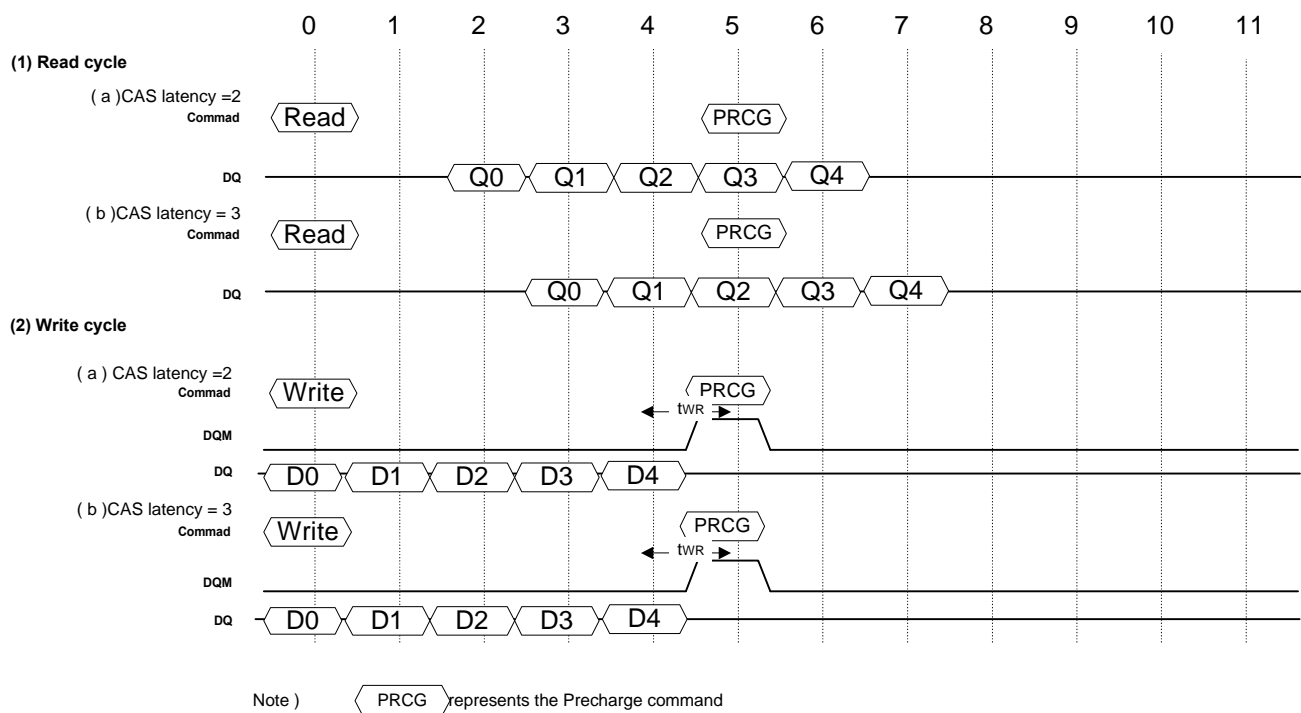 0 1 2 3 4 5 6 7 8 9 10 11
(1) Read cycle
( a )CAS latency =2
Commad Read PRCG
DQ Q0 Q1 Q2 Q3 Q4
( b )CAS latency = 3
Commad Read PRCG
DQ Q0 Q1 Q2 Q3 Q4
(2) Write cycle
( a ) CAS latency =2
Commad Write PRCG
tWR
DQM
DQ D0 D1 D2 D3 D4
( b )CAS latency = 3
Commad Write PRCG
tWR
DQM
DQ D0 D1 D2 D3 D4
Note ) PRCG represents the Precharge command